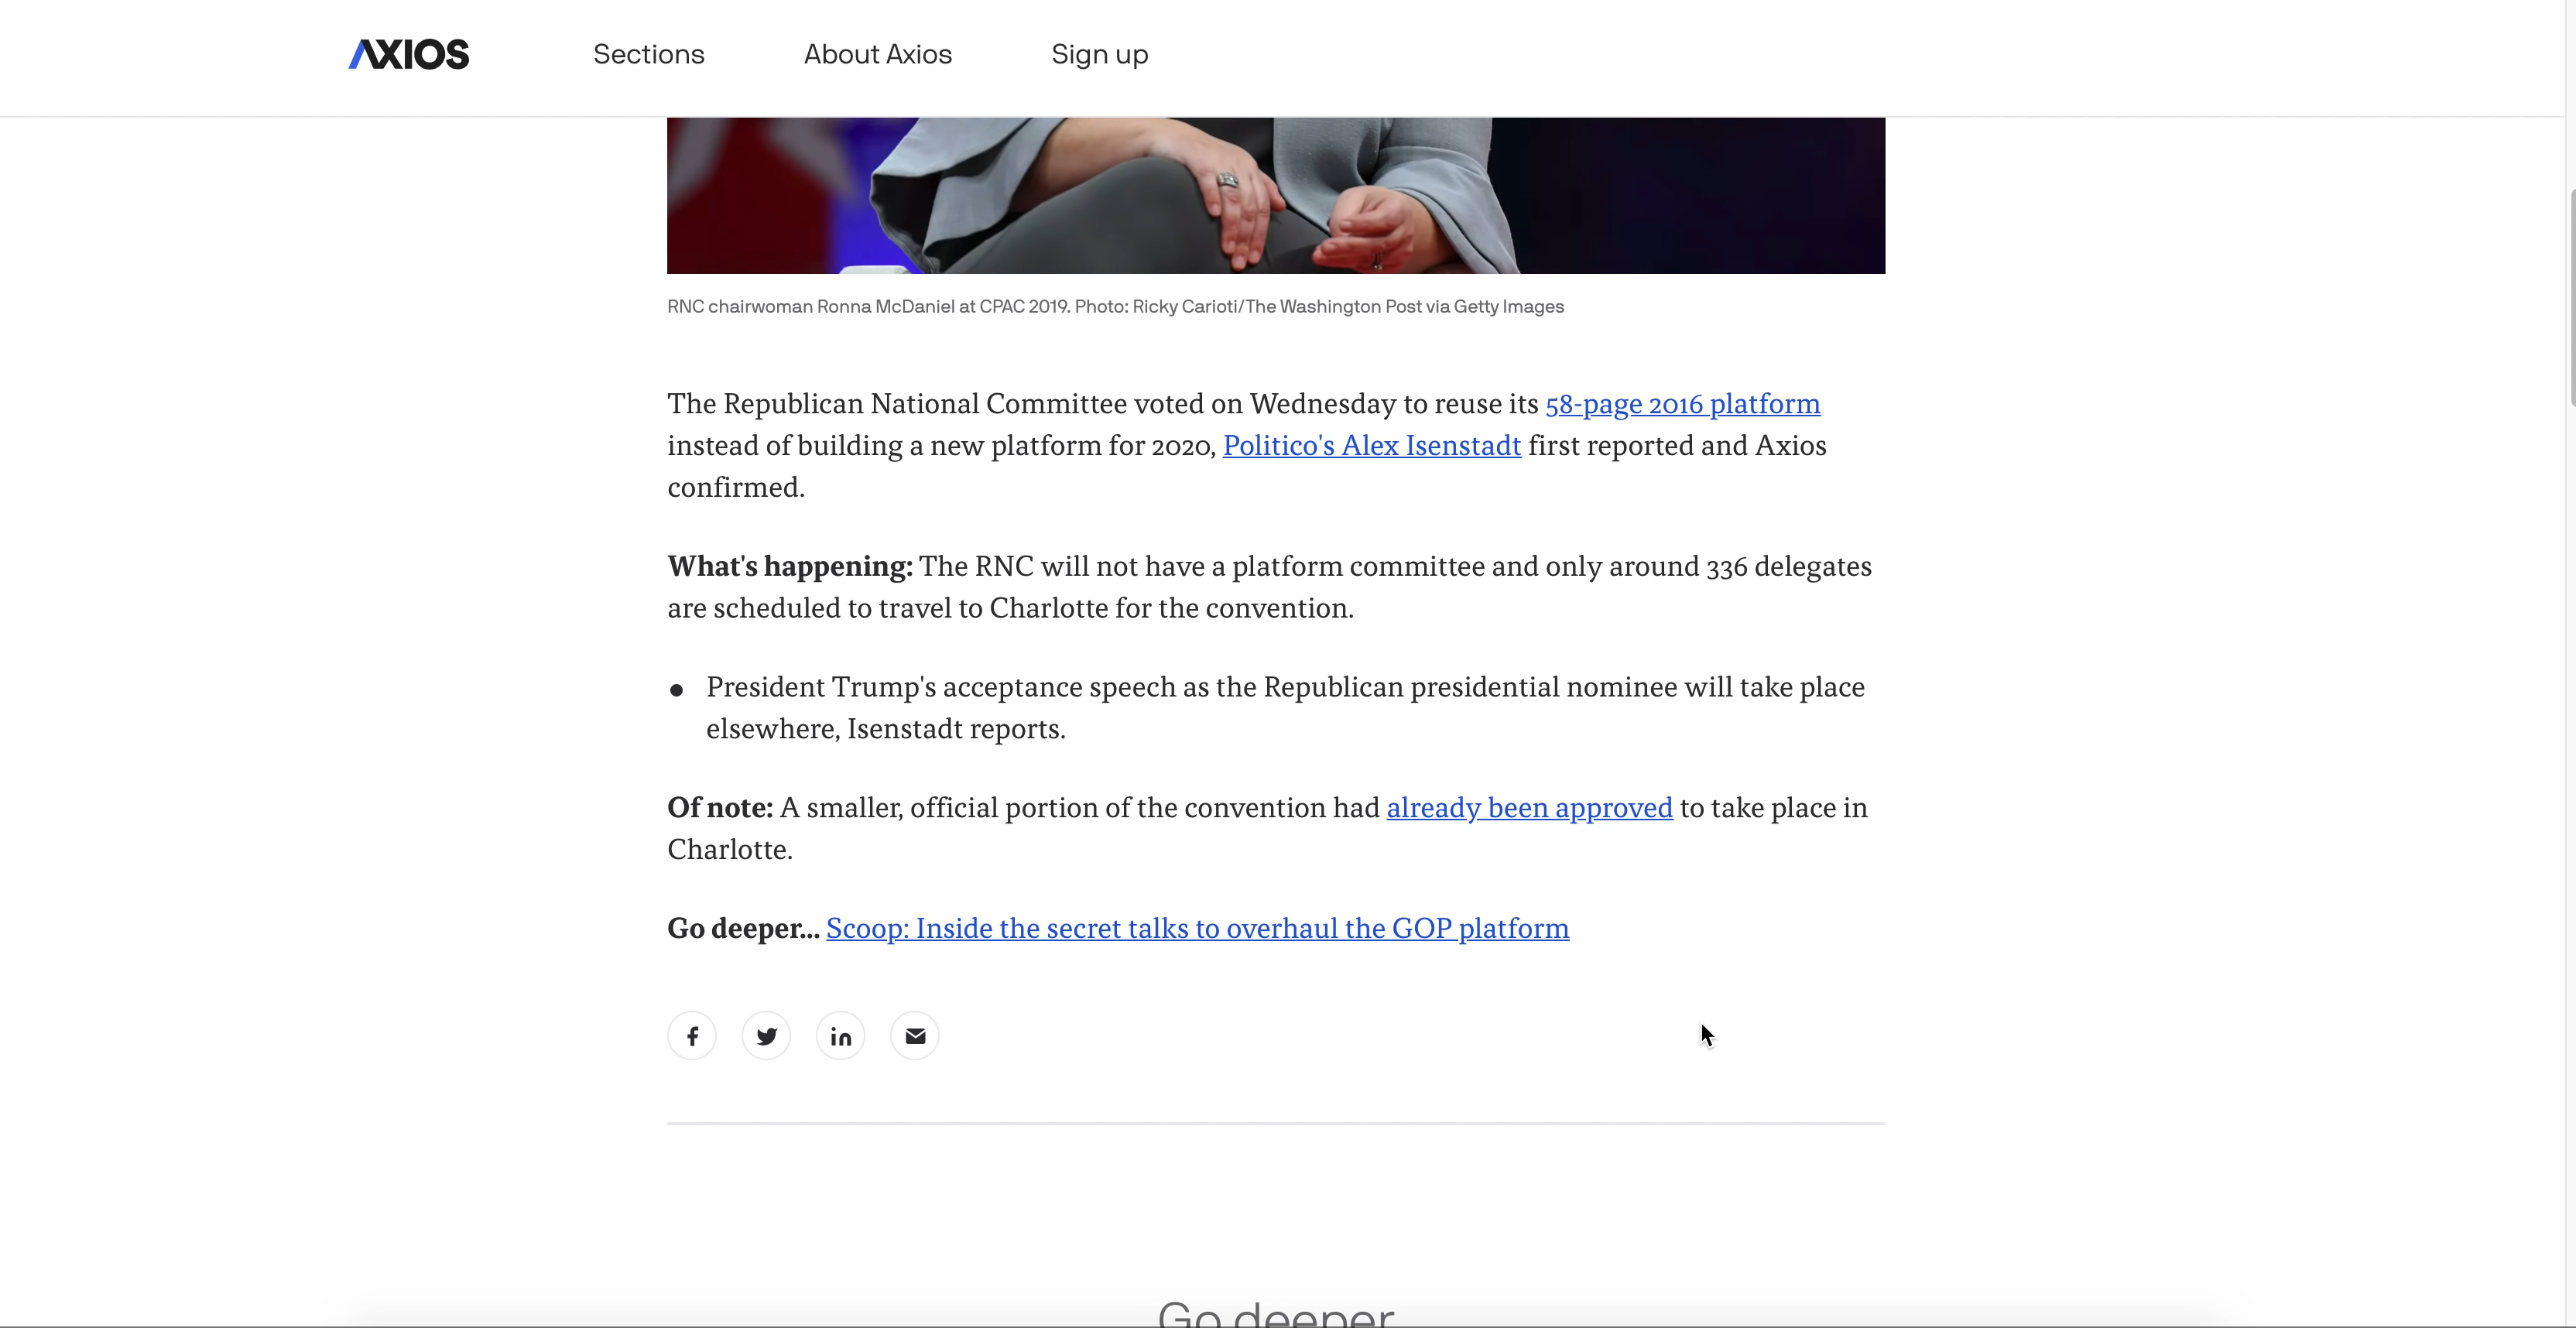 AXIOS Sections About Axios Sign up
RNC chairwoman Ronna McDaniel at CPAC 2019. Photo: Ricky Carioti/The Washington Post via Getty Images
The Republican National Committee voted on Wednesday to reuse its 58-page 2016 platform
instead of building a new platform for 2020, Politico's Alex Isenstadt first reported and Axios
confirmed.
What's happening: The RNC will not have a platform committee and only around 336 delegates
are scheduled to travel to Charlotte for the convention.
● President Trump's acceptance speech as the Republican presidential nominee will take place
elsewhere, Isenstadt reports.
Of note: A smaller, official portion of the convention had already been approved to take place in
Charlotte.
Go deeper... Scoop: Inside the secret talks to overhaul the GOP platform
Go deeper